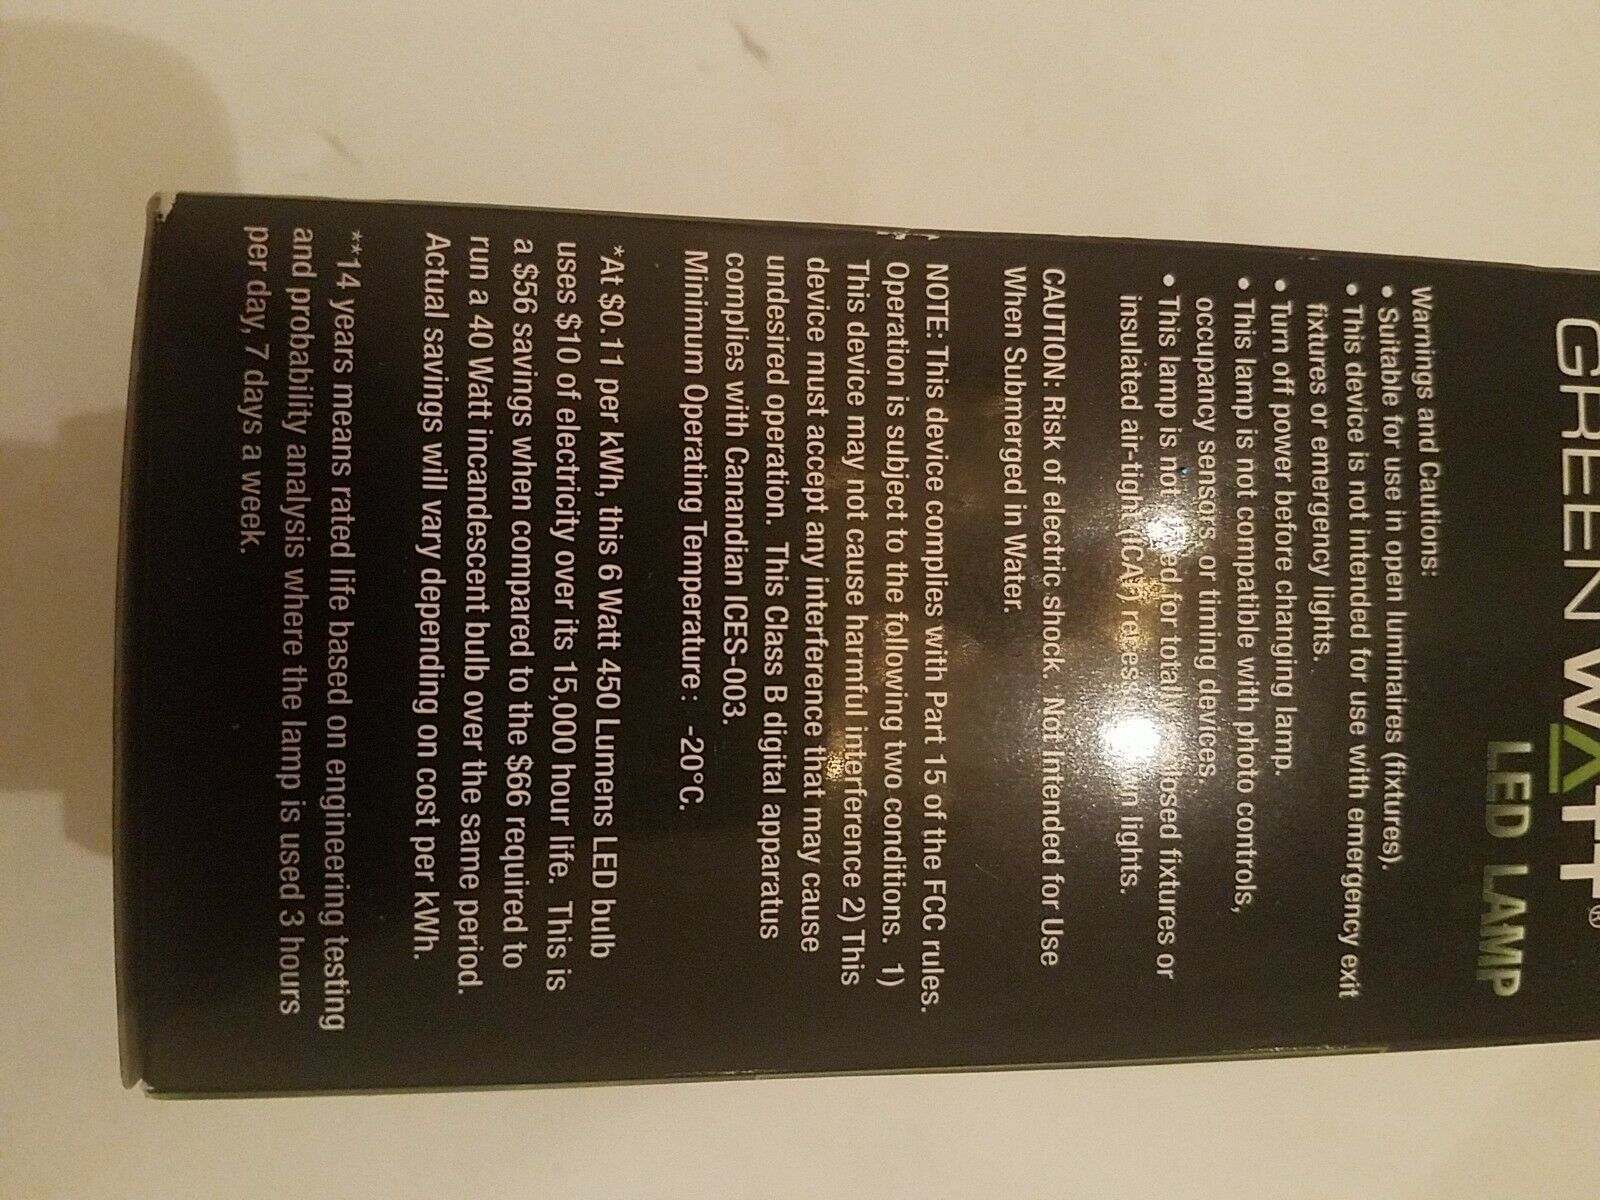 GREEN WATT®
LED LAMP
Warnings and Cautions:
• Suitable for use in open luminaires (fixtures).
• This device is not intended for use with emergency exit
fixtures or emergency lights.
• Turn off power before changing lamp.
• This lamp is not compatible with photo controls,
occupancy sensors, or timing devices.
• This lamp is not for fixtures or
insulated air-tight (ICAT) lights.
CAUTION: Risk of electric shock. Not Intended for Use
When Submerged in Water.
NOTE: This device complies with Part 15 of the FCC rules.
Operation is subject to the following two conditions. 1)
This device may not cause harmful interference 2) This
device must accept any interference that may cause
undesired operation. This Class B digital apparatus
complies with Canandian ICES-003.
Minimum Operating Temperature : -20°C.
*At $0.11 per kWh, this 6 Watt 450 Lumens LED bulb
uses $10 of electricity over its 15,000 hour life. This is
a $56 savings when compared to the $66 required to
run a 40 Watt incandescent bulb over the same period.
Actual savings will vary depending on cost per kWh.
**14 years means rated life based on engineering testing
and probability analysis where the lamp is used 3 hours
per day, 7 days a week.